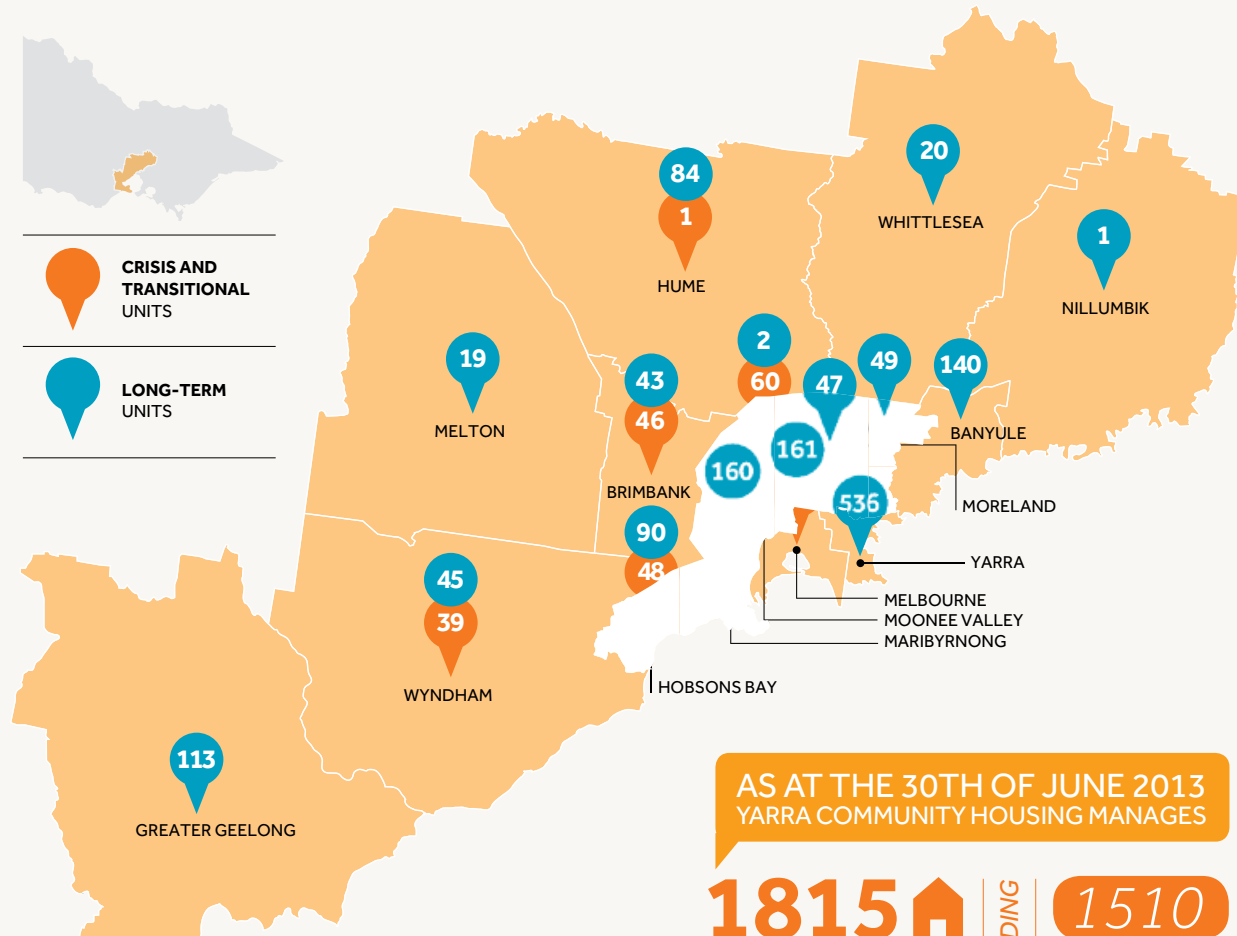 CRISIS AND
TRANSITIONAL
UNITS
LONG-TERM
UNITS
84
1
HUME
20
WHITTLESEA
1
NILLUMBIK
19
MELTON
43
46
BRIMBANK
2
60
47
49
140
BANYULE
160
161
536
MORELAND
YARRA
MELBOURNE
MOONEE VALLEY
MARIBYRNONG
90
48
HOBSONS BAY
45
39
WYNDHAM
113
GREATER GEELONG
AS AT THE 30TH OF JUNE 2013
YARRA COMMUNITY HOUSING MANAGES
1815
1510